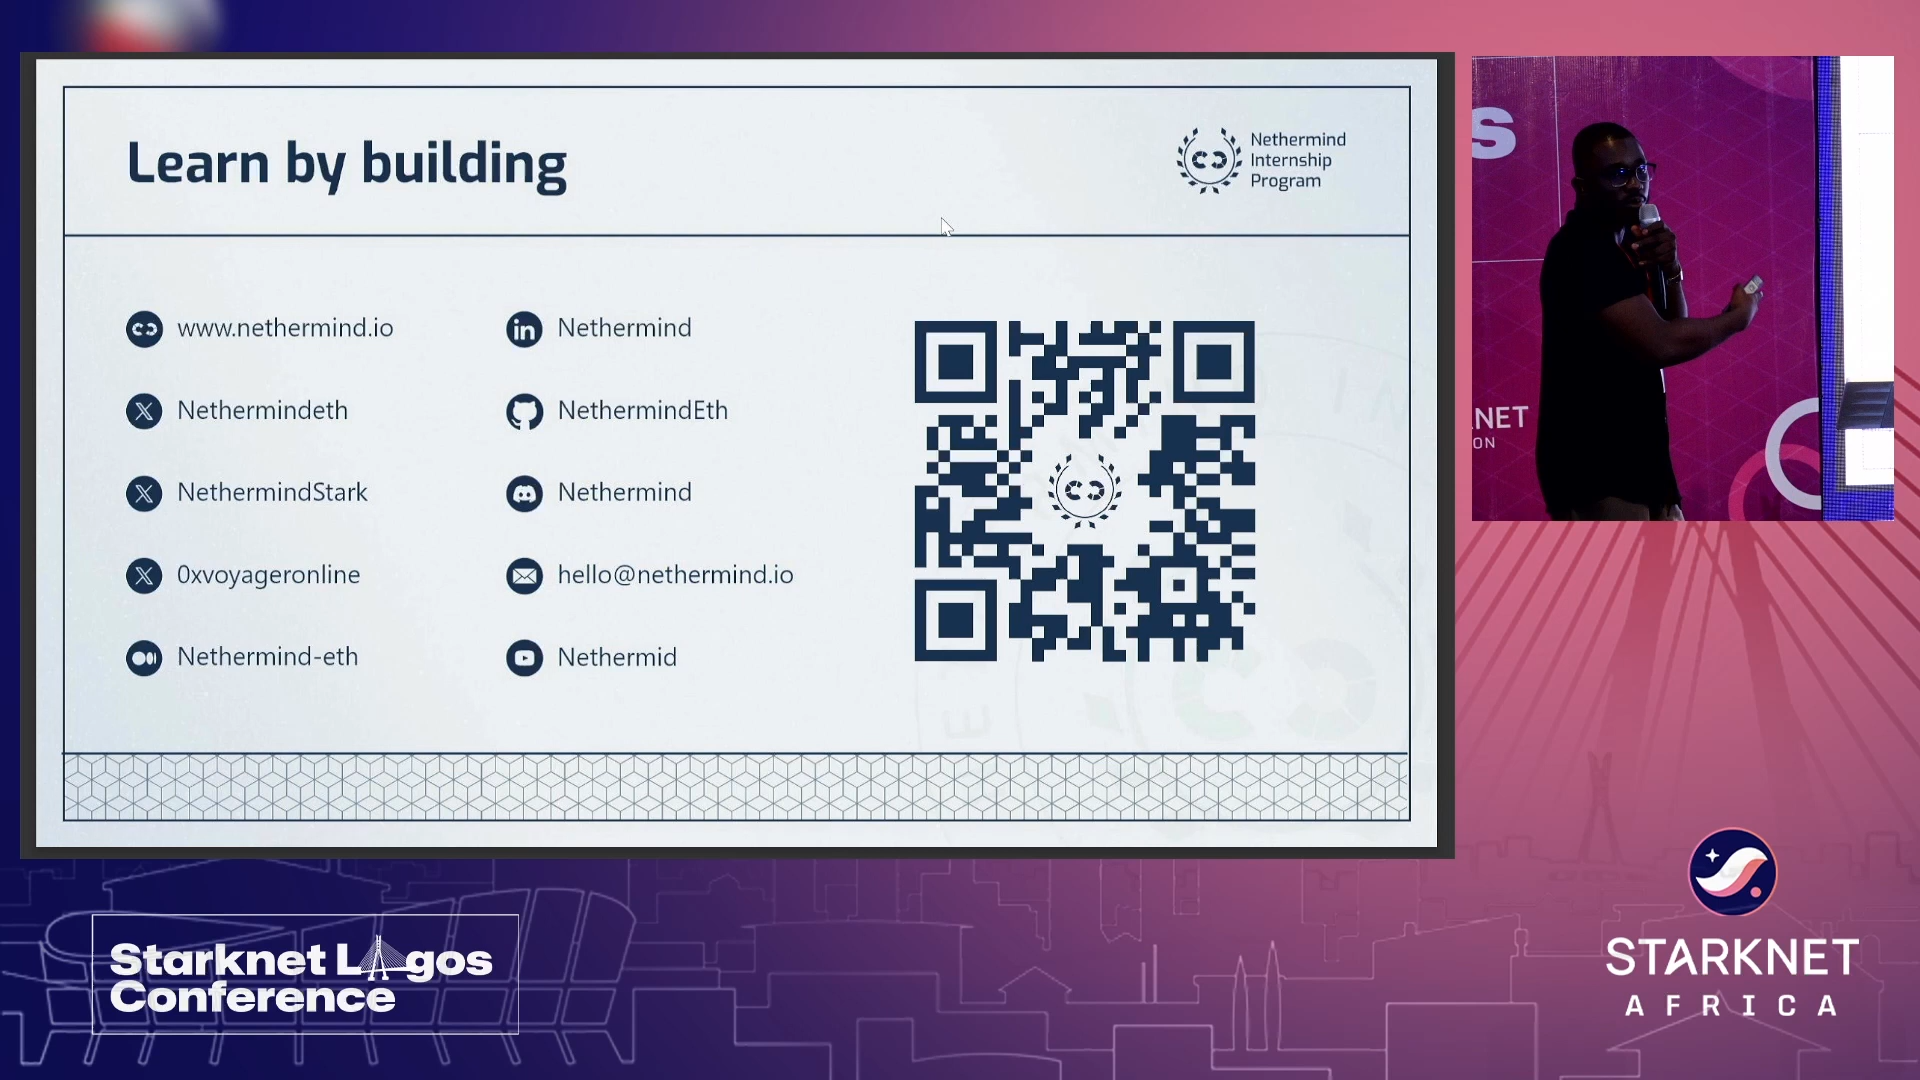 Learn by building
Nethermind
Internship
Program
www.nethermind.io
Nethermindeth
NethermindStark
0xvoyageronline
Nethermind-eth
Nethermind
NethermindEth
Nethermind
hello@nethermind.io
Nethermid
S
KNET
ON
Starknet Lagos
Conference
STARKNET
AFRICA